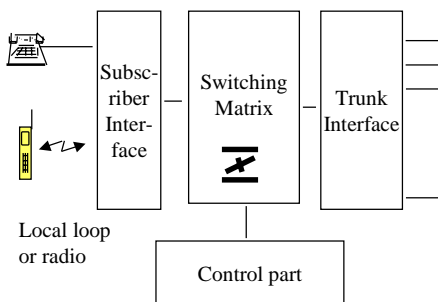 Subsc-
riber
Inter-
face
Switching
Matrix
Trunk
Interface
Local loop
or radio
Control part